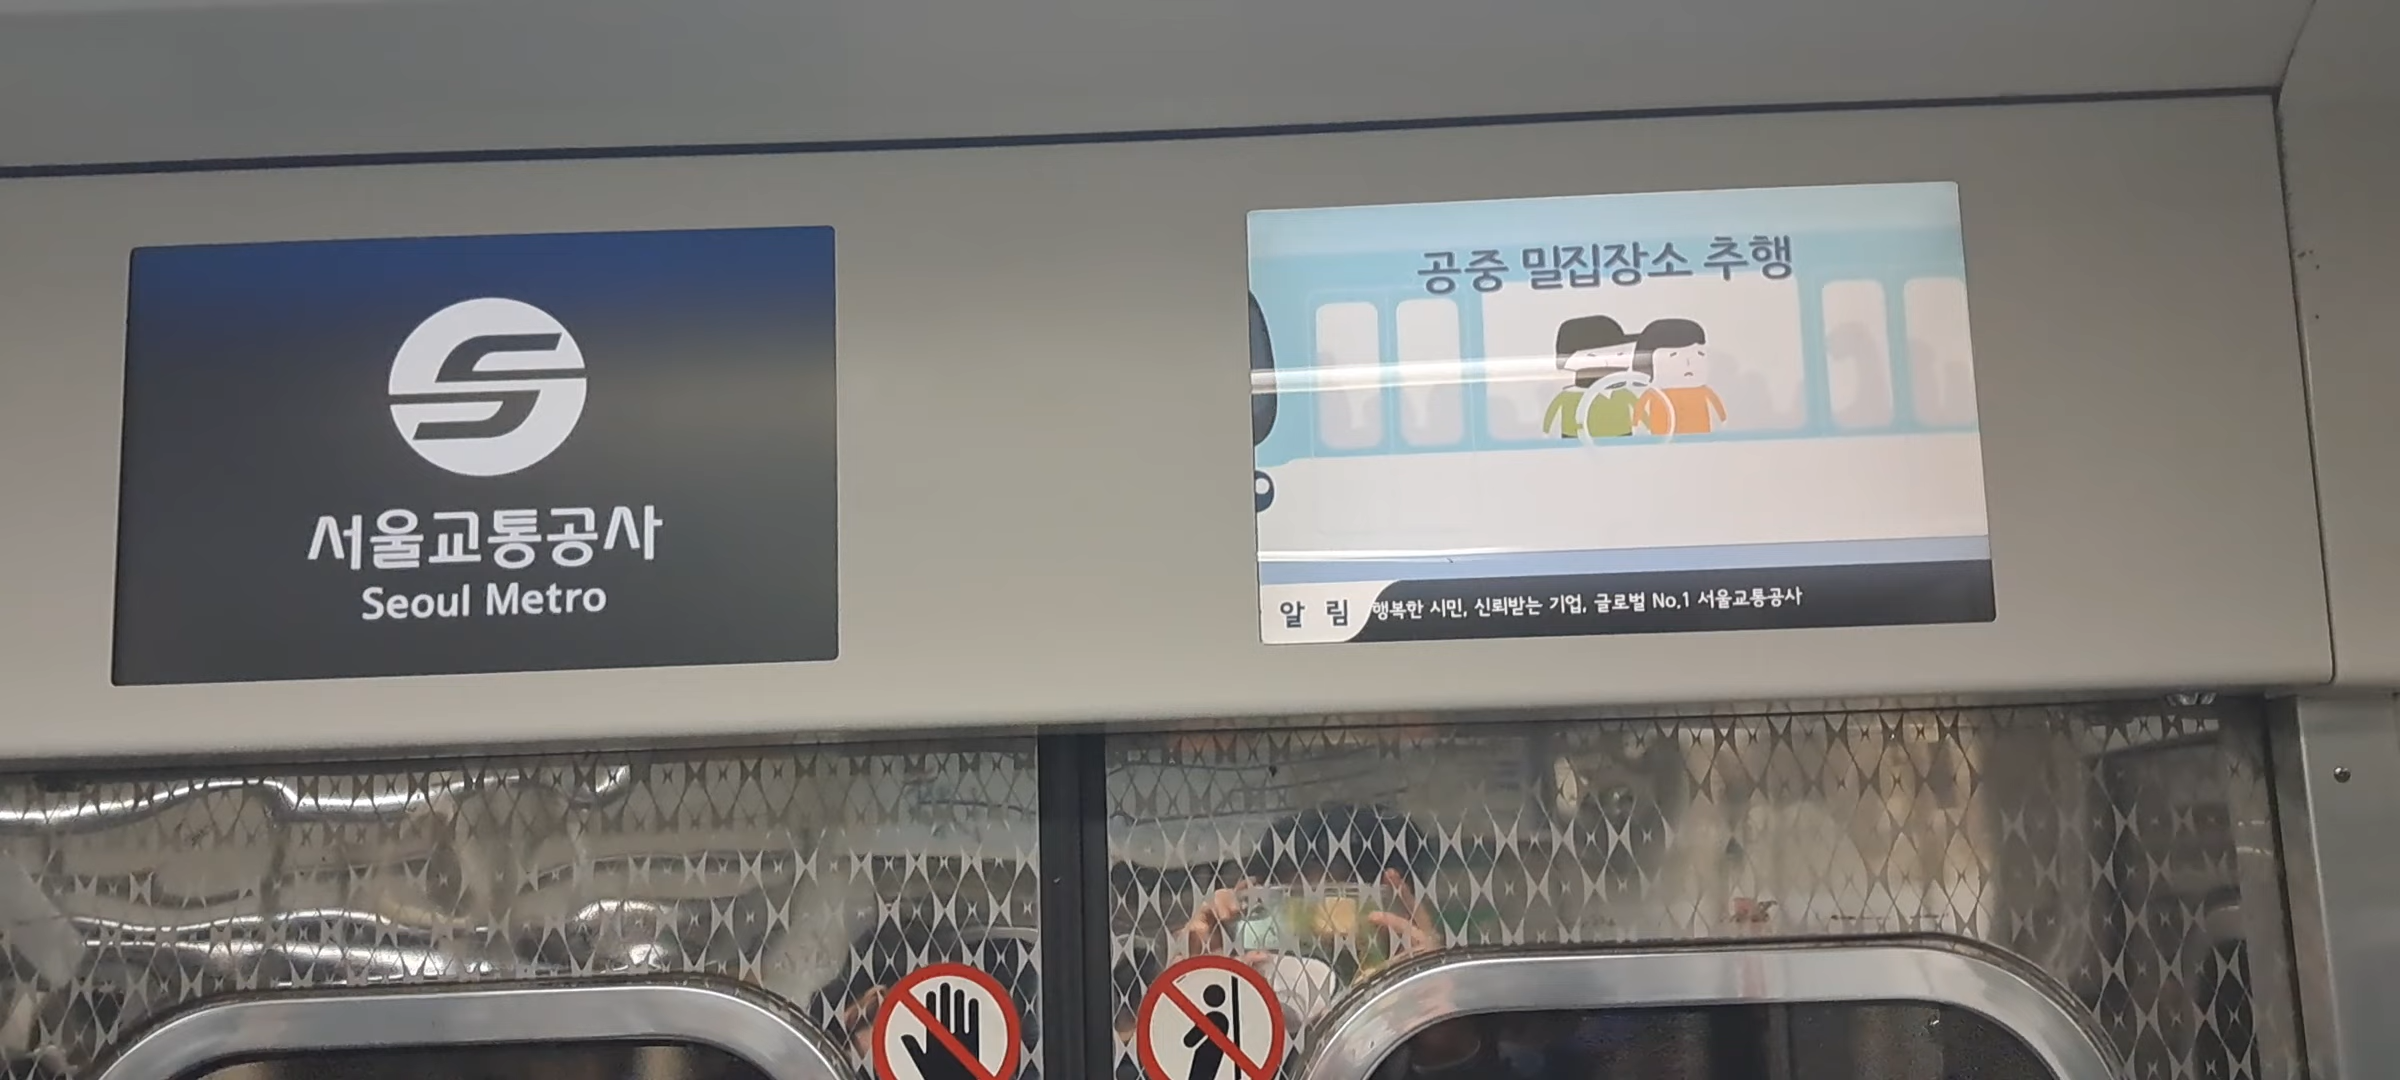 서울교통공사
Seoul Metro
공중 밀집장소 추행
알 림
행복한 시민, 신뢰받는 기업, 글로벌 No.1 서울교통공사